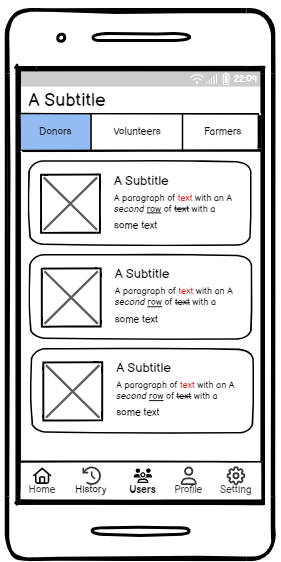 22:09
A Subtitle
Donors Volunteers Farmers
A Subtitle
A paragraph of text with an A
second row of text with a
some text
A Subtitle
A paragraph of text with an A
second row of text with a
some text
A Subtitle
A paragraph of text with an A
second row of text with a
some text
Home History Users Profile Setting